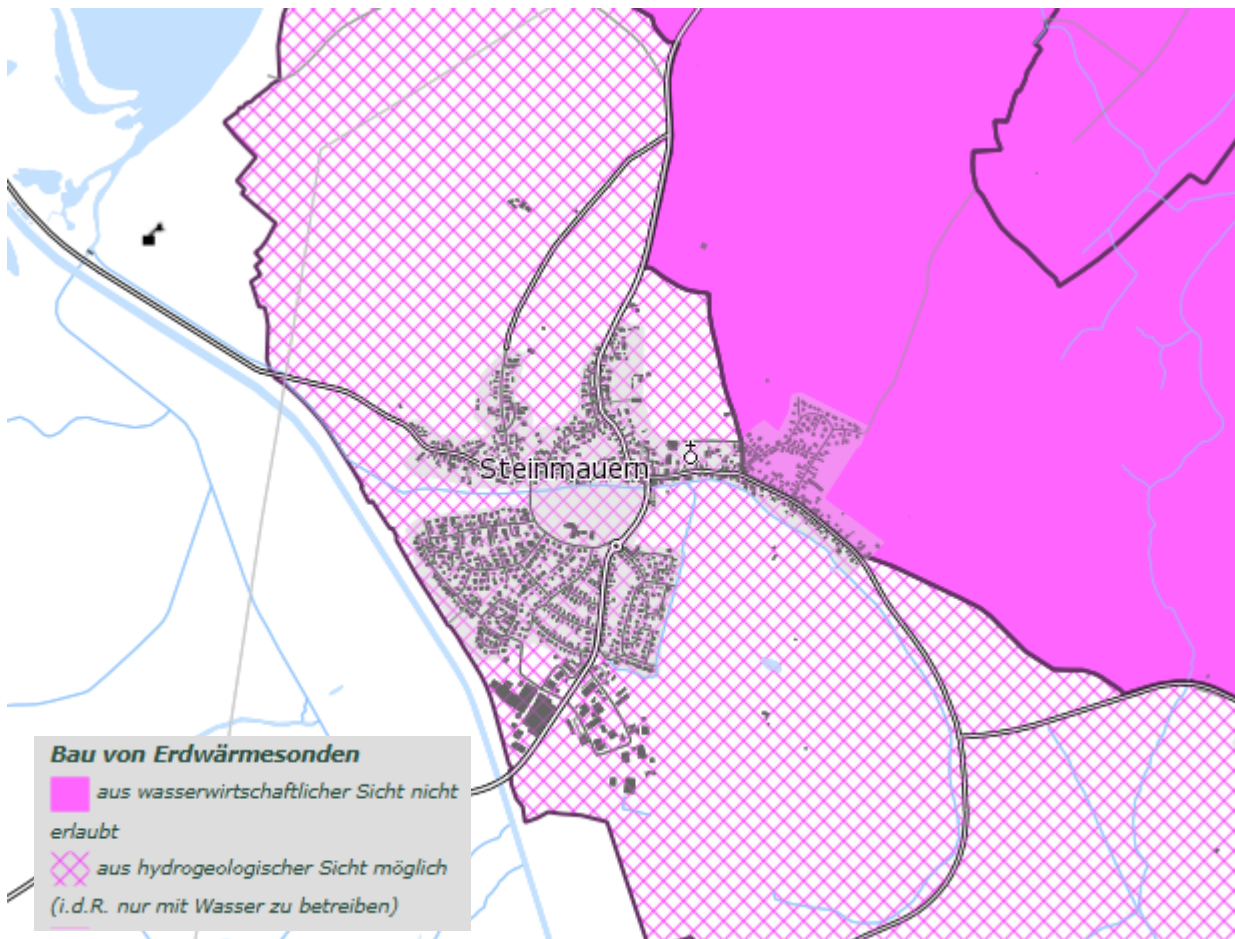 Steinmauern
Bau von Erdwärmesonden
aus wasserwirtschaftlicher Sicht nicht
erlaubt
aus hydrogeologischer Sicht möglich
(i.d.R. nur mit Wasser zu betreiben)